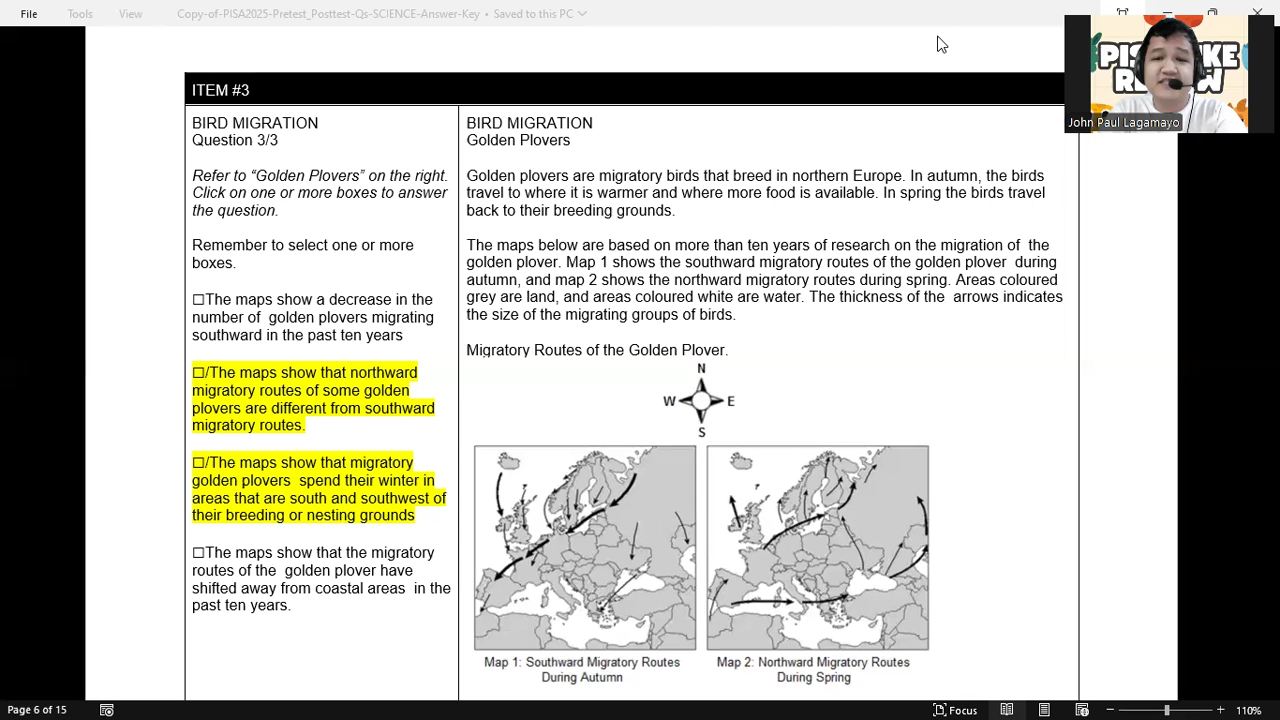 File Tools View Copy-of-PISA2025-Pretest_Posttest-Qs-SCIENCE-Answer-Key • Saved to this PC
John Paul Lagamayo
ITEM #3
BIRD MIGRATION
Question 3/3
Refer to “Golden Plovers” on the right.
Click on one or more boxes to answer
the question.
Remember to select one or more
boxes.
☐The maps show a decrease in the
number of golden plovers migrating
southward in the past ten years
☐/The maps show that northward
migratory routes of some golden
plovers are different from southward
migratory routes.
☐/The maps show that migratory
golden plovers spend their winter in
areas that are south and southwest of
their breeding or nesting grounds
☐The maps show that the migratory
routes of the golden plover have
shifted away from coastal areas in the
past ten years.
BIRD MIGRATION
Golden Plovers
Golden plovers are migratory birds that breed in northern Europe. In autumn, the birds
travel to where it is warmer and where more food is available. In spring the birds travel
back to their breeding grounds.
The maps below are based on more than ten years of research on the migration of the
golden plover. Map 1 shows the southward migratory routes of the golden plover during
autumn, and map 2 shows the northward migratory routes during spring. Areas coloured
grey are land, and areas coloured white are water. The thickness of the arrows indicates
the size of the migrating groups of birds.
Migratory Routes of the Golden Plover.
N
W E
S
Map 1: Southward Migratory Routes
During Autumn
Map 2: Northward Migratory Routes
During Spring
Page 6 of 15
Focus
110%